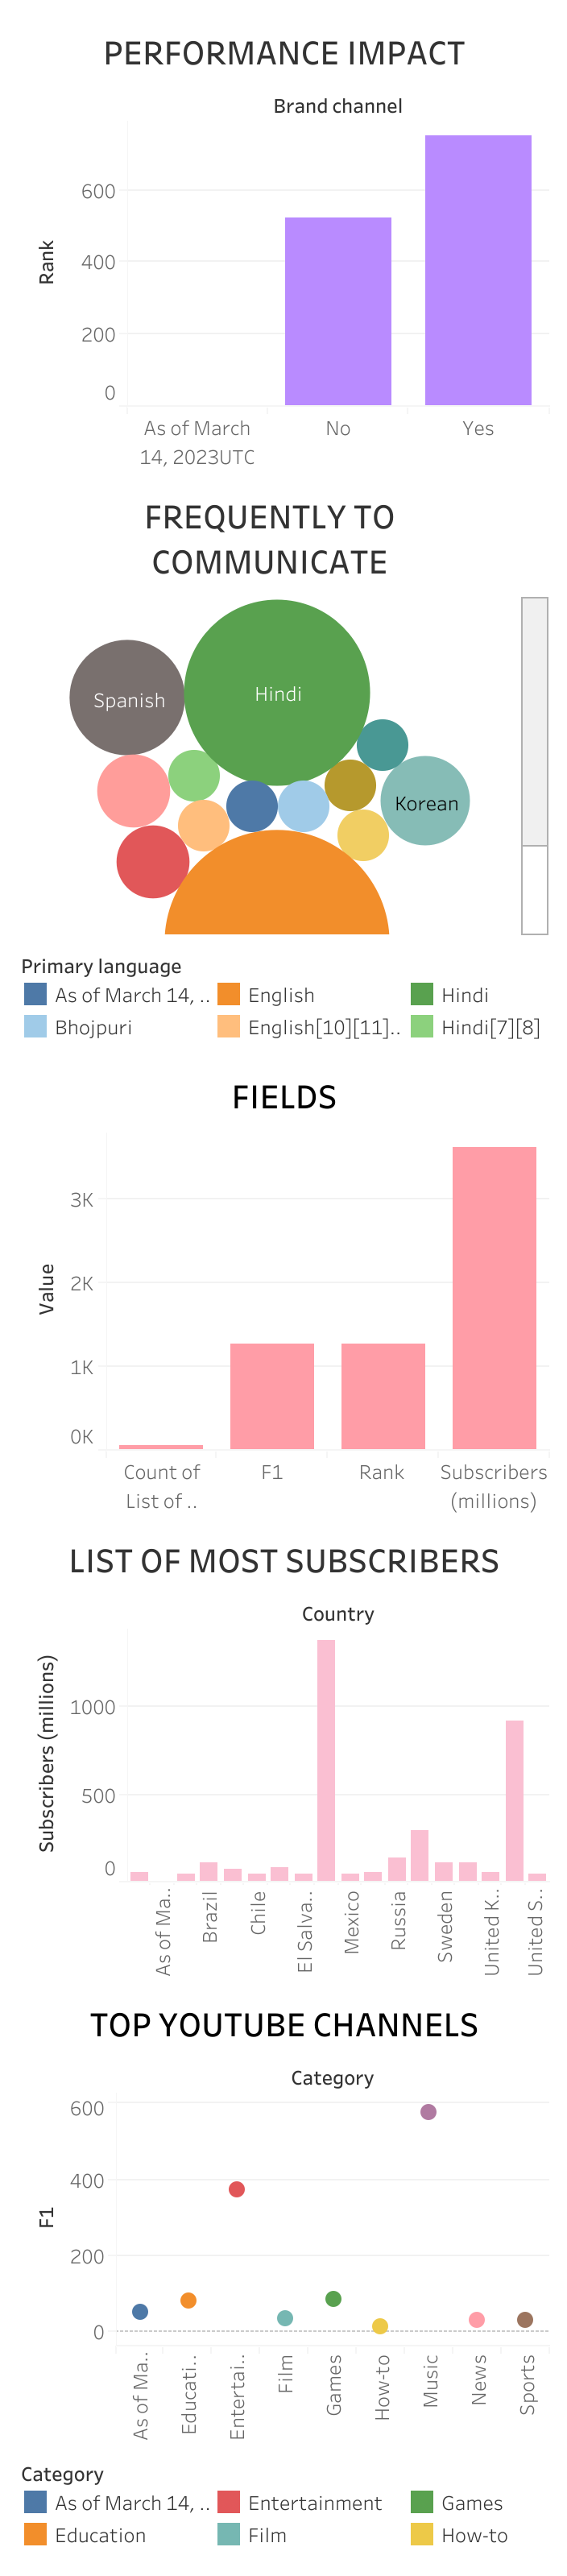 PERFORMANCE IMPACT
Brand channel
Rank
600
400
200
0
As of March
14, 2023UTC
No
Yes
FREQUENTLY TO
COMMUNICATE
Spanish
Hindi
Korean
Primary language
As of March 14, ..
English
Hindi
Bhojpuri
English[10][11]..
Hindi[7][8]
FIELDS
Value
3K
2K
1K
0K
Count of
List of ..
F1
Rank
Subscribers
(millions)
LIST OF MOST SUBSCRIBERS
Country
Subscribers (millions)
1000
500
0
As of Ma..
Brazil
Chile
El Salva..
Mexico
Russia
Sweden
United K..
United S..
TOP YOUTUBE CHANNELS
Category
F1
600
400
200
0
As of Ma..
Educati..
Entertai..
Film
Games
How-to
Music
News
Sports
Category
As of March 14, ..
Entertainment
Games
Education
Film
How-to